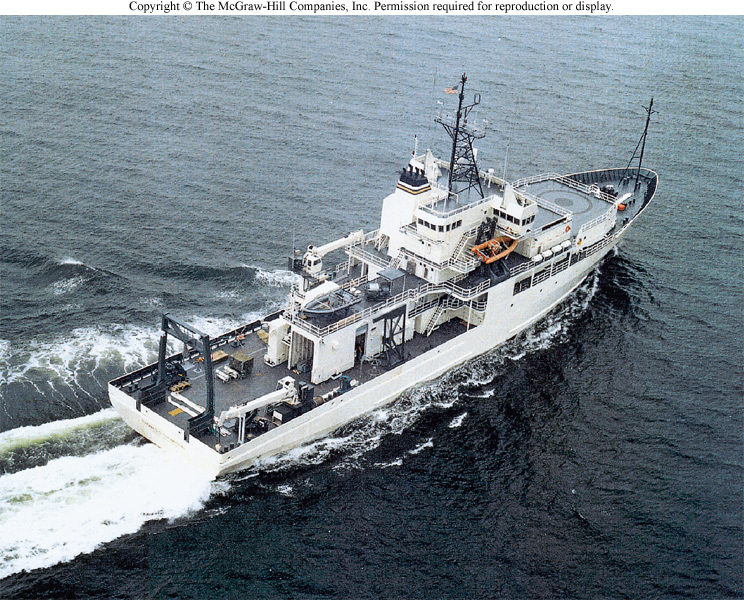 Copyright © The McGraw-Hill Companies, Inc. Permission required for reproduction or display.